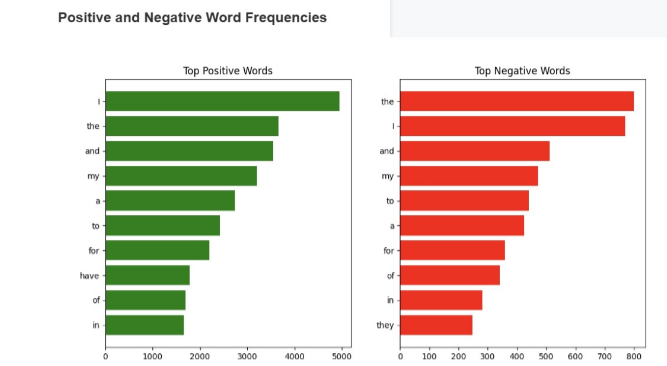 Positive and Negative Word Frequencies
Top Positive Words
I
the
and
my
a
to
for
have
of
in
0 1000 2000 3000 4000 5000
Top Negative Words
the
I
and
my
to
a
for
of
in
they
0 100 200 300 400 500 600 700 800